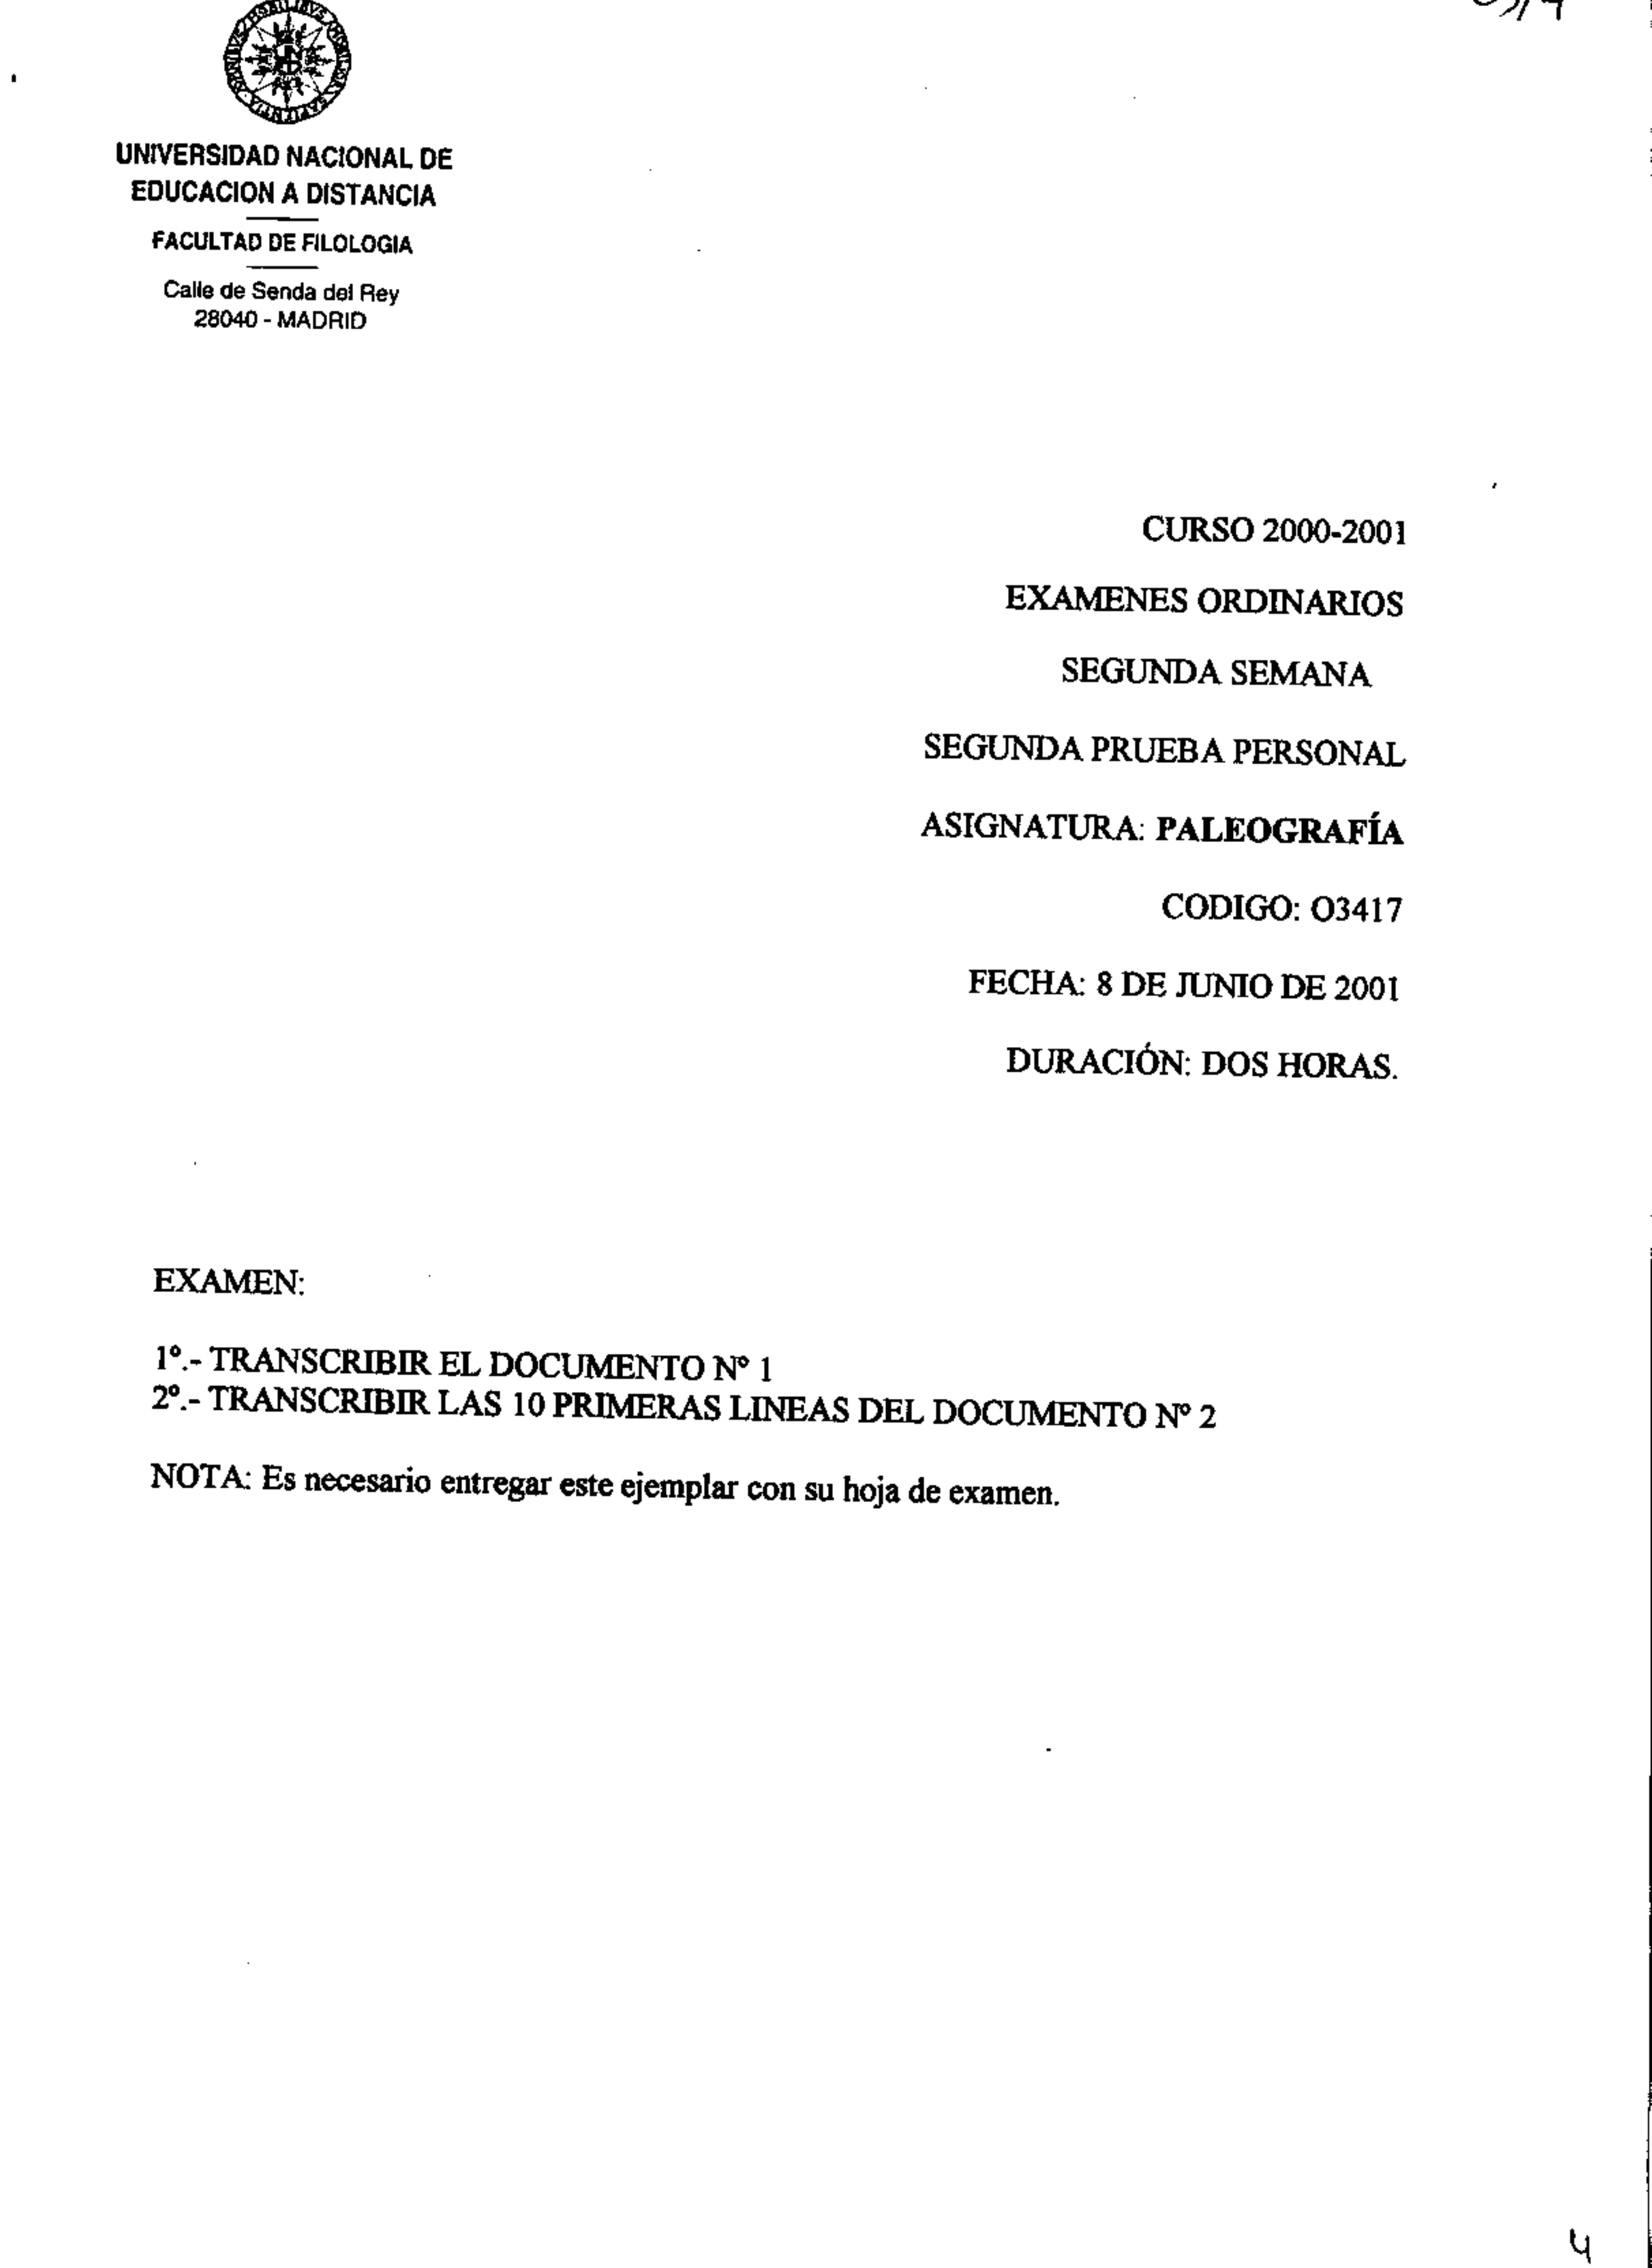 UNIVERSIDAD NACIONAL DE
EDUCACION A DISTANCIA
FACULTAD DE FILOLOGIA
Calle de Senda del Rey
28040 - MADRID
CURSO 2000-2001
EXAMENES ORDINARIOS
SEGUNDA SEMANA
SEGUNDA PRUEBA PERSONAL
ASIGNATURA: PALEOGRAFÍA
CODIGO: O3417
FECHA: 8 DE JUNIO DE 2001
DURACIÓN: DOS HORAS.
EXAMEN:
1º.- TRANSCRIBIR EL DOCUMENTO Nº 1
2º.- TRANSCRIBIR LAS 10 PRIMERAS LINEAS DEL DOCUMENTO Nº 2
NOTA: Es necesario entregar este ejemplar con su hoja de examen.
4